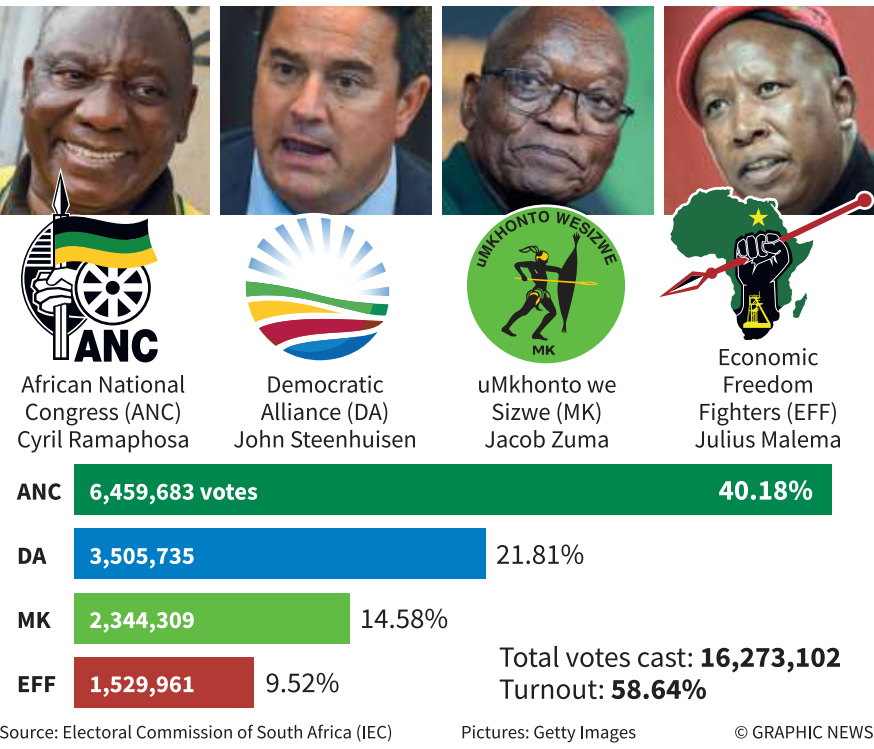 ANC
uMKHONTO WESIZWE
MK
African National
Congress (ANC)
Cyril Ramaphosa
Democratic
Alliance (DA)
John Steenhuisen
uMkhonto we
Sizwe (MK)
Jacob Zuma
Economic
Freedom
Fighters (EFF)
Julius Malema
ANC 6,459,683 votes 40.18%
DA 3,505,735 21.81%
MK 2,344,309 14.58%
EFF 1,529,961 9.52%
Total votes cast: 16,273,102
Turnout: 58.64%
Source: Electoral Commission of South Africa (IEC) Pictures: Getty Images © GRAPHIC NEWS